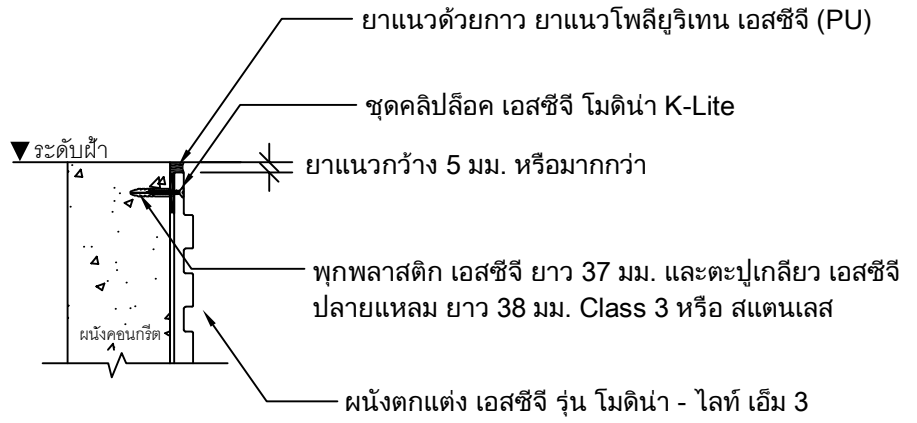 ยาแนวด้วยกาว ยาแนวโพลียูริเทน เอสซีจี (PU)
ชุดคลิปล็อค เอสซีจี โมดิน่า K-Lite
ระดับฝ้า
ยาแนวกว้าง 5 มม. หรือมากกว่า
พุกพลาสติก เอสซีจี ยาว 37 มม. และตะปูเกลียว เอสซีจี
ปลายแหลม ยาว 38 มม. Class 3 หรือ สแตนเลส
ผนังคอนกรีต
ผนังตกแต่ง เอสซีจี รุ่น โมดิน่า - ไลท์ เอ็ม 3